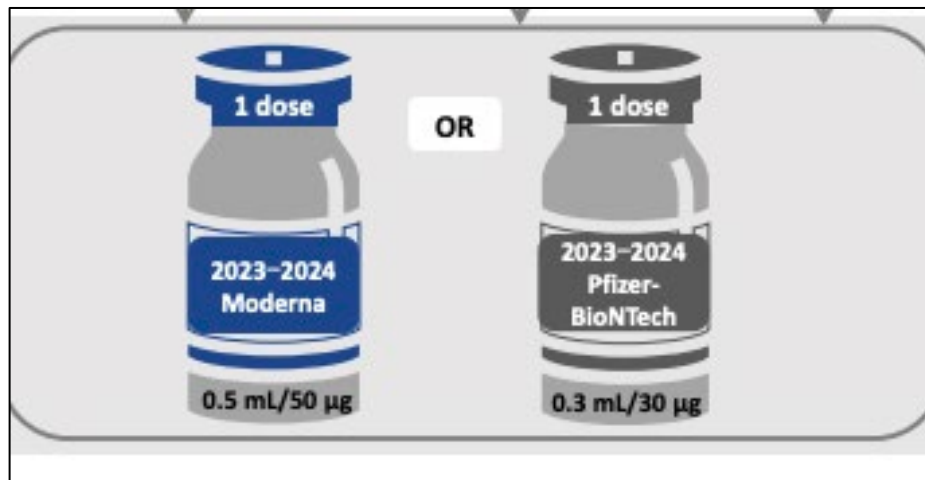 1 dose
2023–2024
Moderna
0.5 mL/50 µg
OR
1 dose
2023–2024
Pfizer-
BioNTech
0.3 mL/30 µg